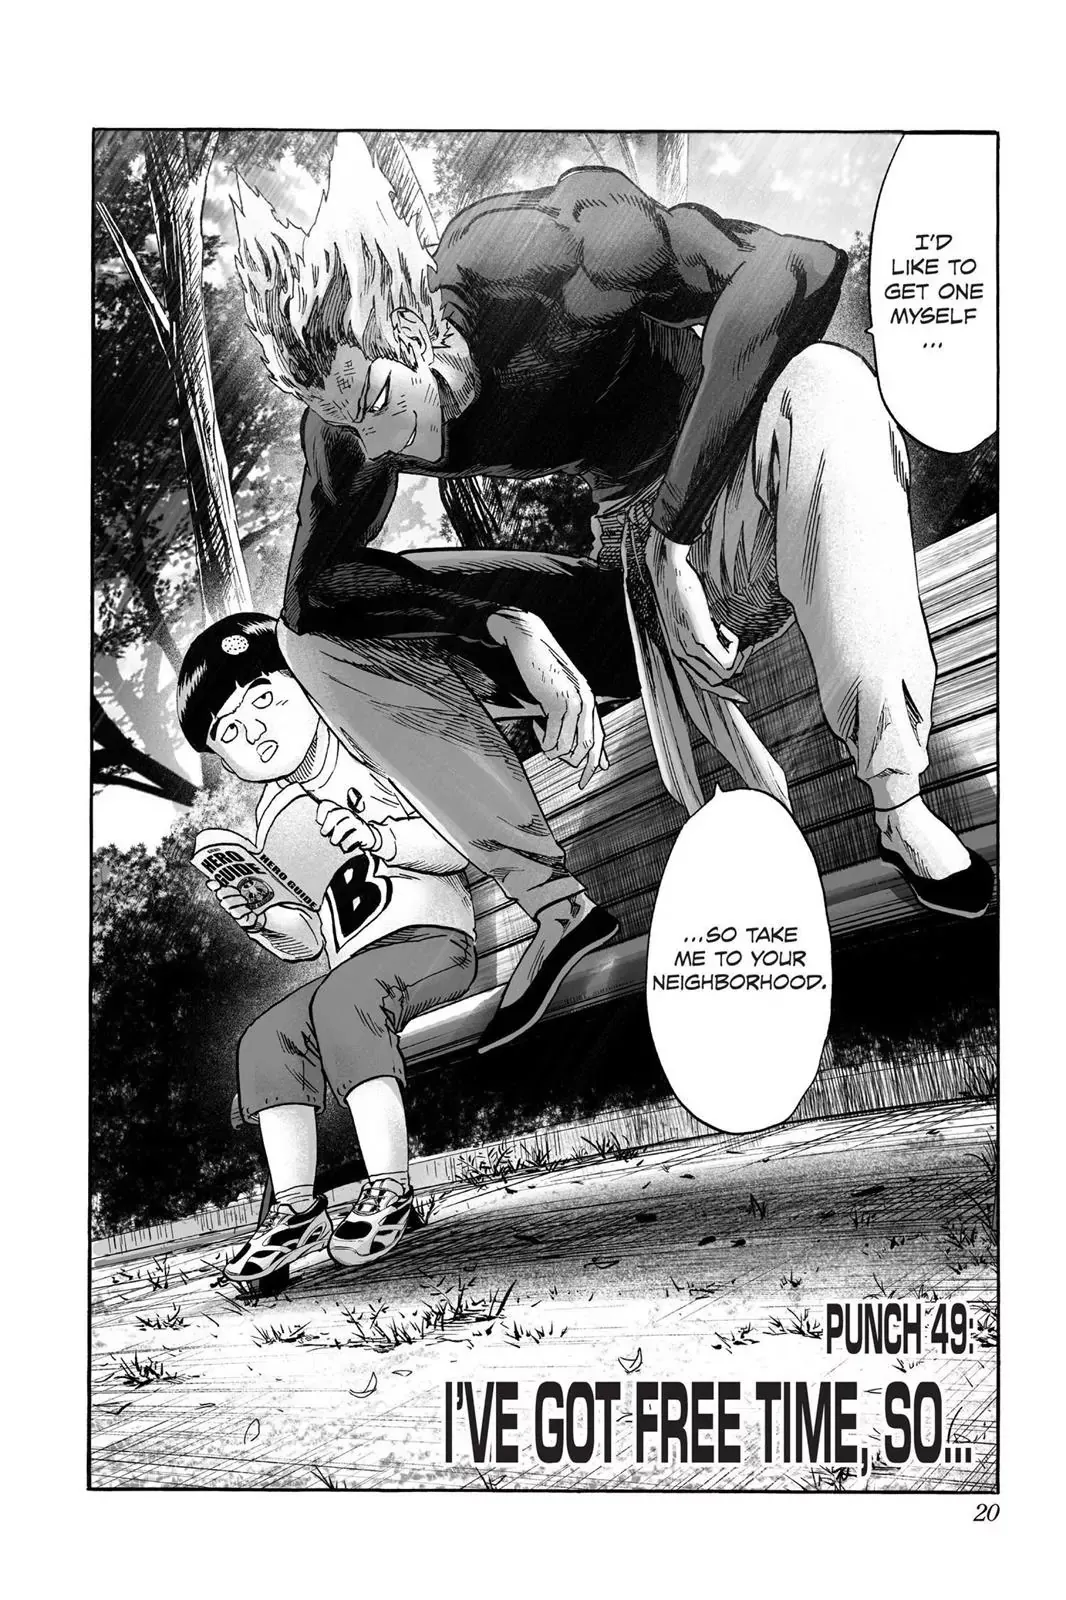 I'D
LIKE TO
GET ONE
MYSELF
...
HERO
GUIDE
HERO GUIDE
B
...SO TAKE
ME TO YOUR
NEIGHBORHOOD.
PUNCH 49:
I'VE GOT FREE TIME, SO...
20